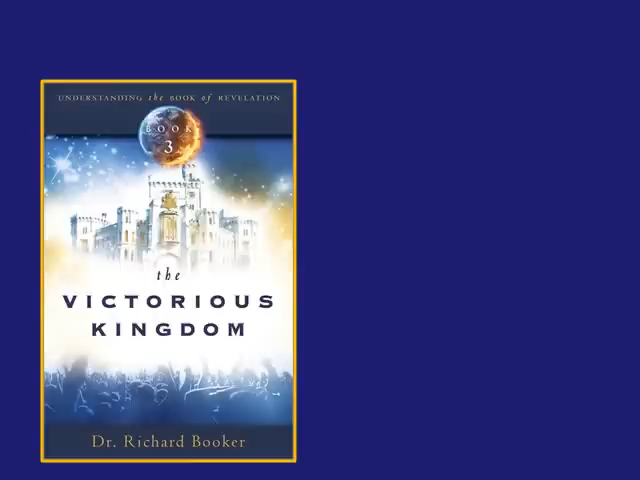 UNDERSTANDING the BOOK of REVELATION
BOOK
3
the
VICTORIOUS
KINGDOM
Dr. Richard Booker